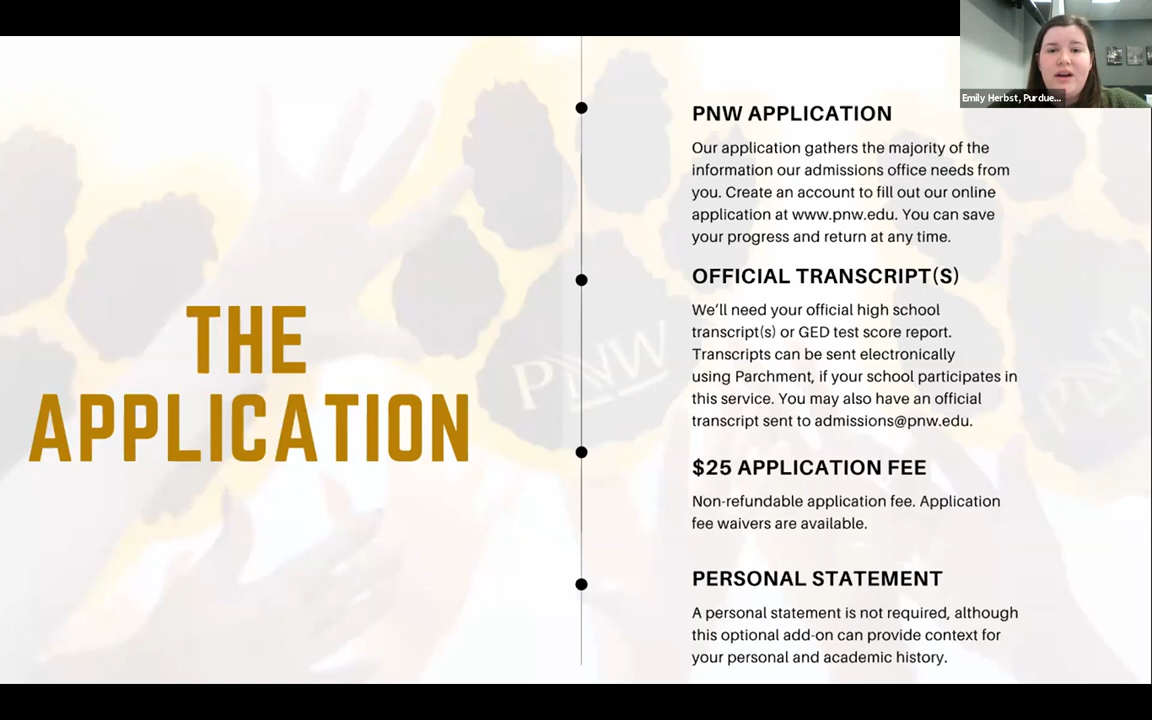 Emily Herbst, Purdue...
THE
APPLICATION
PNW
PNW APPLICATION
Our application gathers the majority of the
information our admissions office needs from
you. Create an account to fill out our online
application at www.pnw.edu. You can save
your progress and return at any time.
OFFICIAL TRANSCRIPT(S)
We’ll need your official high school
transcript(s) or GED test score report.
Transcripts can be sent electronically
using Parchment, if your school participates in
this service. You may also have an official
transcript sent to admissions@pnw.edu.
$25 APPLICATION FEE
Non-refundable application fee. Application
fee waivers are available.
PERSONAL STATEMENT
A personal statement is not required, although
this optional add-on can provide context for
your personal and academic history.